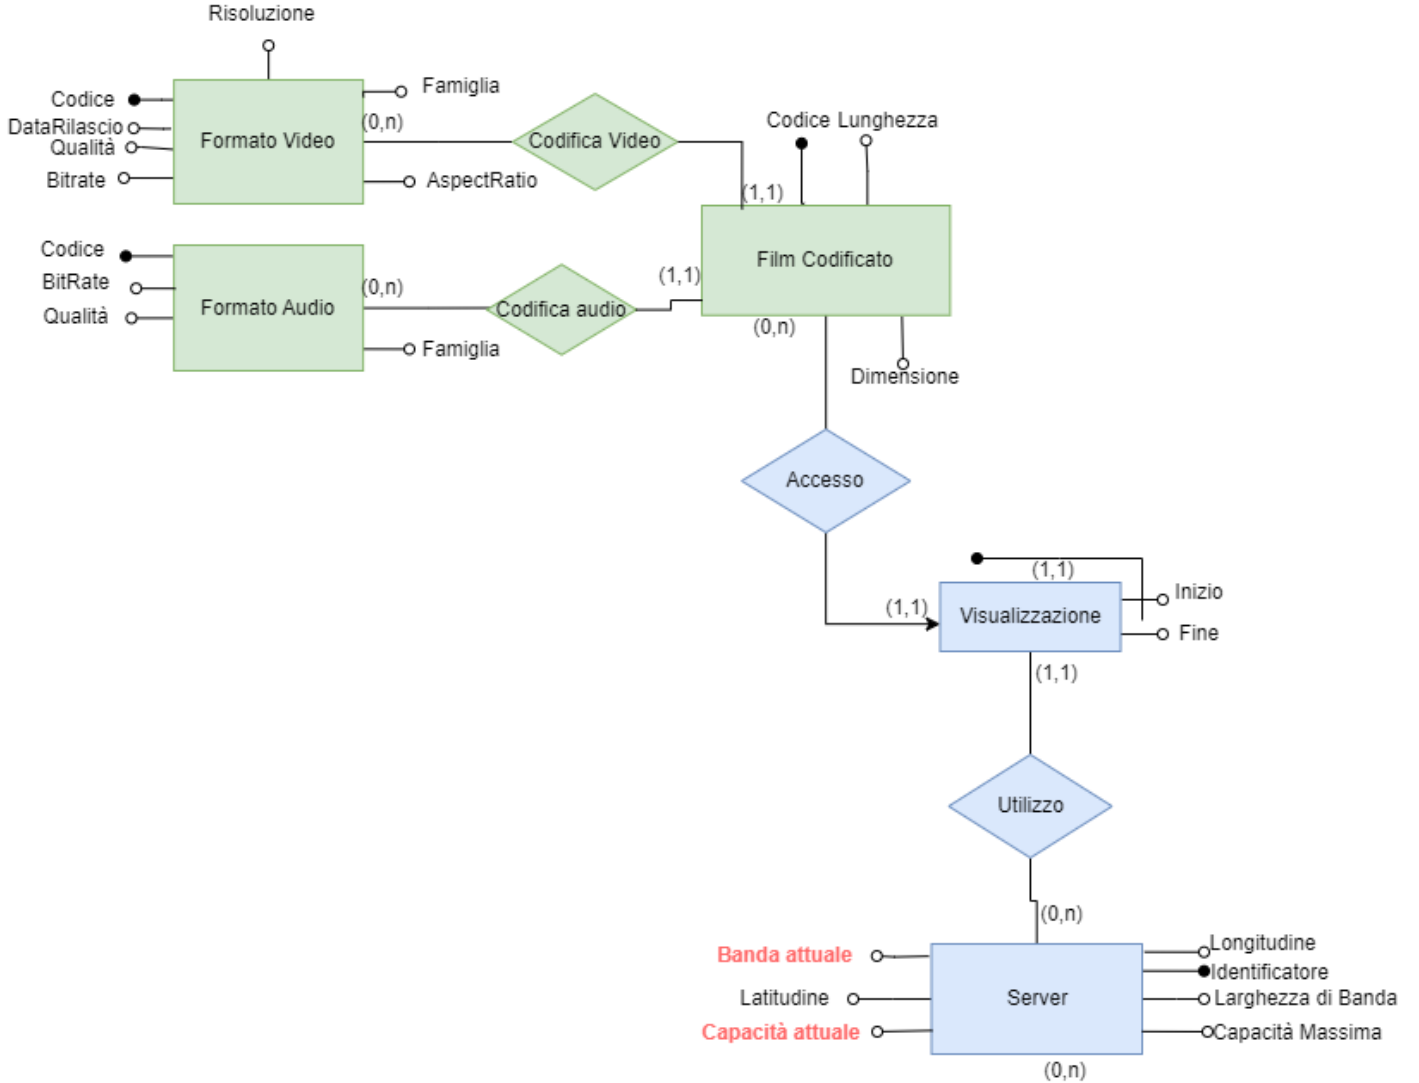 Risoluzione
Codice
Famiglia
DataRilascio
(0,n)
Formato Video
Codifica Video
Qualità
Bitrate
AspectRatio
Codice Lunghezza
(1,1)
Film Codificato
Codice
BitRate
(0,n)
(1,1)
Formato Audio
Codifica audio
Qualità
Famiglia
(0,n)
Dimensione
Accesso
(1,1)
(1,1)
Inizio
Visualizzazione
Fine
(1,1)
Utilizzo
(0,n)
Banda attuale
Longitudine
Identificatore
Latitudine
Server
Larghezza di Banda
Capacità attuale
Capacità Massima
(0,n)